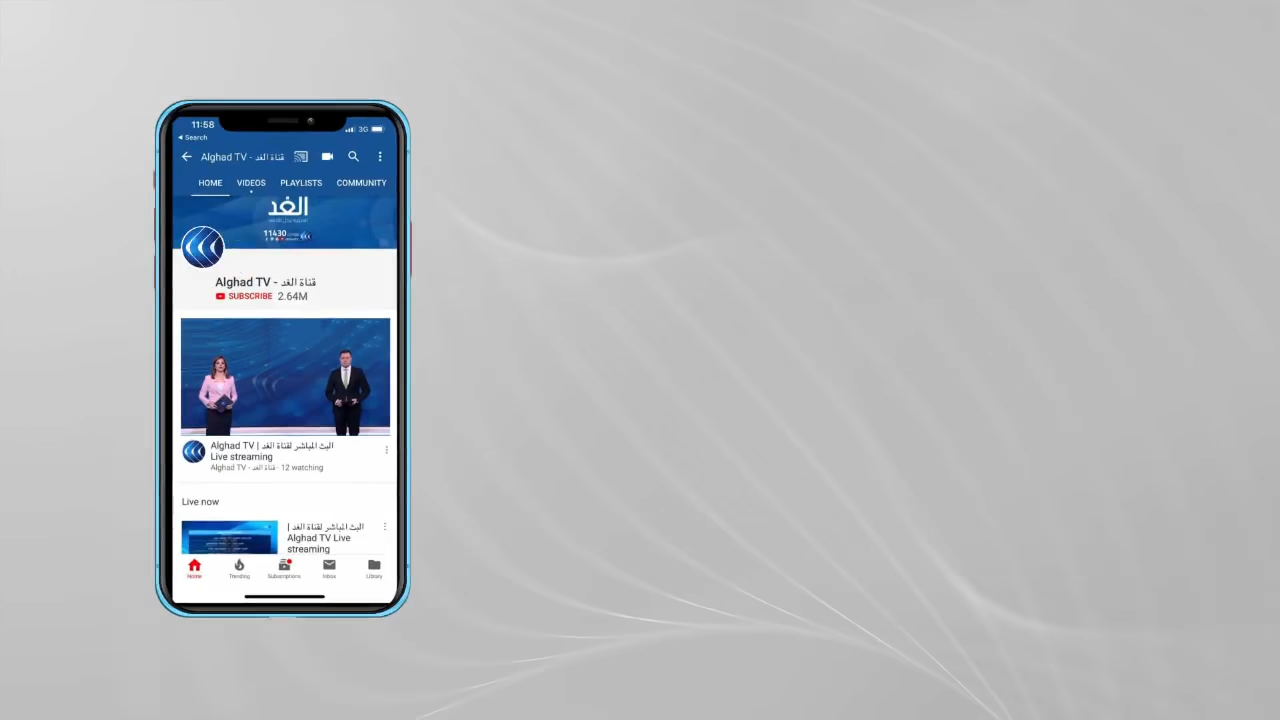 11:58
3G
Search
Alghad TV - قناة الغد
HOME VIDEOS PLAYLISTS COMMUNITY
الغد
11430
Alghad TV - قناة الغد
SUBSCRIBE 2.64M
Alghad TV | البث المباشر لقناة الغد
Live streaming
Alghad TV - قناة الغد · 12 watching
Live now
البث المباشر لقناة الغد |
Alghad TV Live
streaming
Home Trending Subscriptions Inbox Library